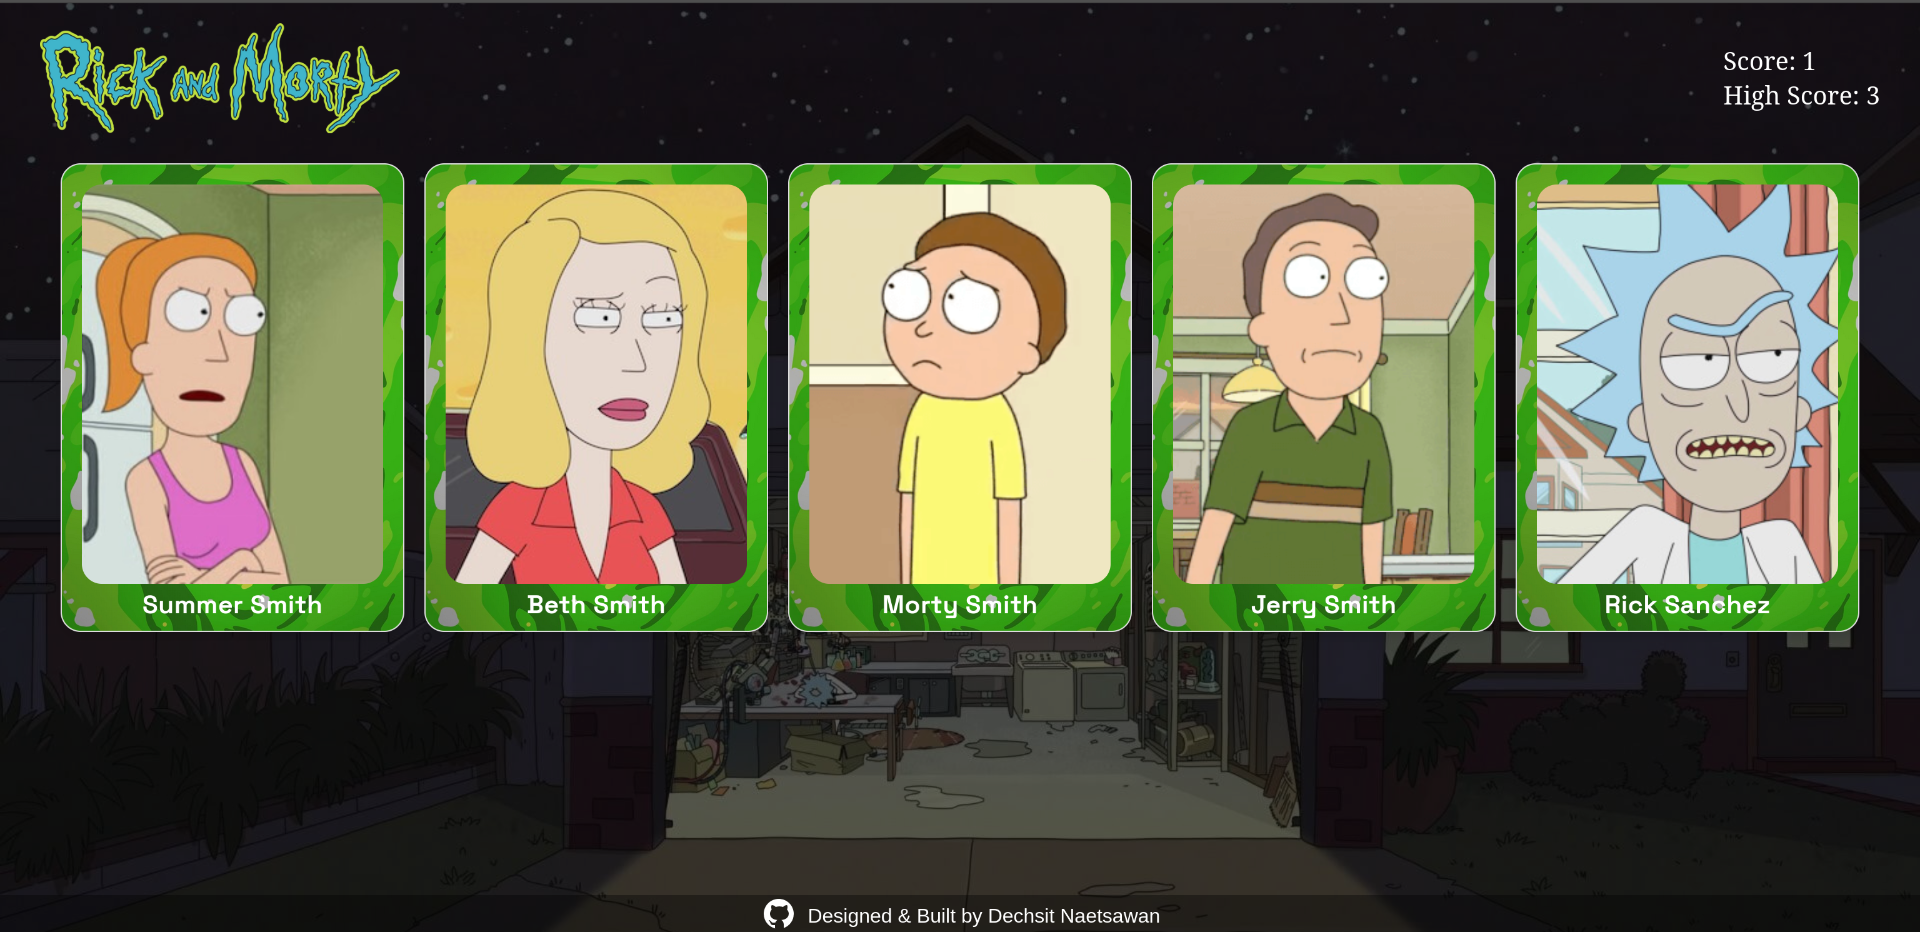 Rick and Morty
Score: 1
High Score: 3
Summer Smith
Beth Smith
Morty Smith
Jerry Smith
Rick Sanchez
Designed & Built by Dechsit Naetsawan